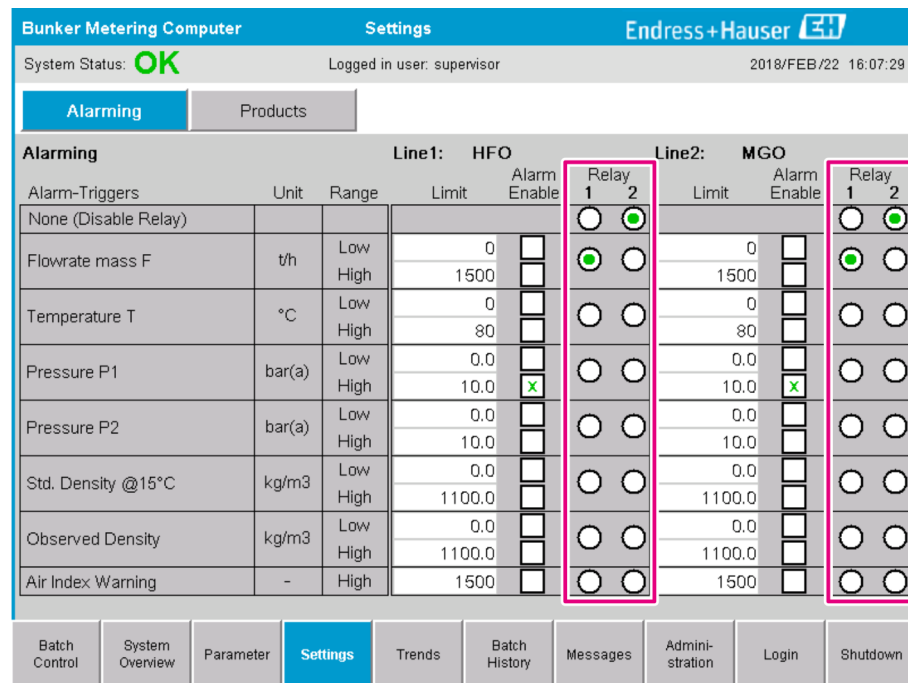 Bunker Metering Computer Settings Endress+Hauser EH
System Status: OK Logged in user: supervisor 2018/FEB/22 16:07:29
Alarming Products
Alarming Line1: HFO Line2: MGO
Alarm-Triggers Unit Range Limit Alarm Enable Relay 1 2 Limit Alarm Enable Relay 1 2
None (Disable Relay)
Flowrate mass F t/h Low 0 0
High 1500 1500
Temperature T °C Low 0 0
High 80 80
Pressure P1 bar(a) Low 0.0 0.0
High 10.0 X 10.0 X
Pressure P2 bar(a) Low 0.0 0.0
High 10.0 10.0
Std. Density @15°C kg/m3 Low 0.0 0.0
High 1100.0 1100.0
Observed Density kg/m3 Low 0.0 0.0
High 1100.0 1100.0
Air Index Warning - High 1500 1500
Batch Control System Overview Parameter Settings Trends Batch History Messages Admini-stration Login Shutdown